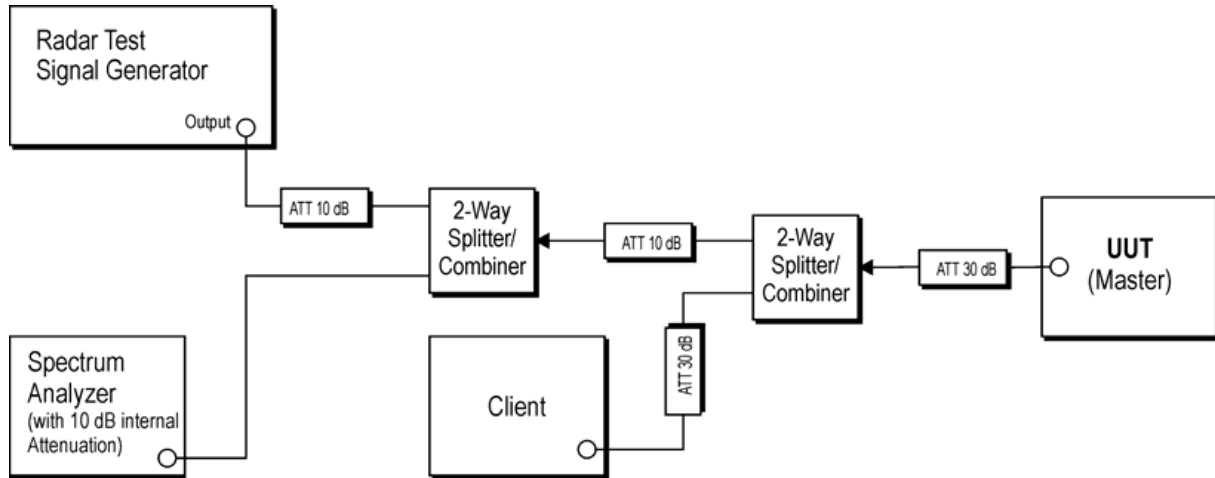 Radar Test
Signal Generator
Output
ATT 10 dB
2-Way
Splitter/
Combiner
ATT 10 dB
2-Way
Splitter/
Combiner
ATT 30 dB
UUT
(Master)
Spectrum
Analyzer
(with 10 dB internal
Attenuation)
Client
ATT 30 dB